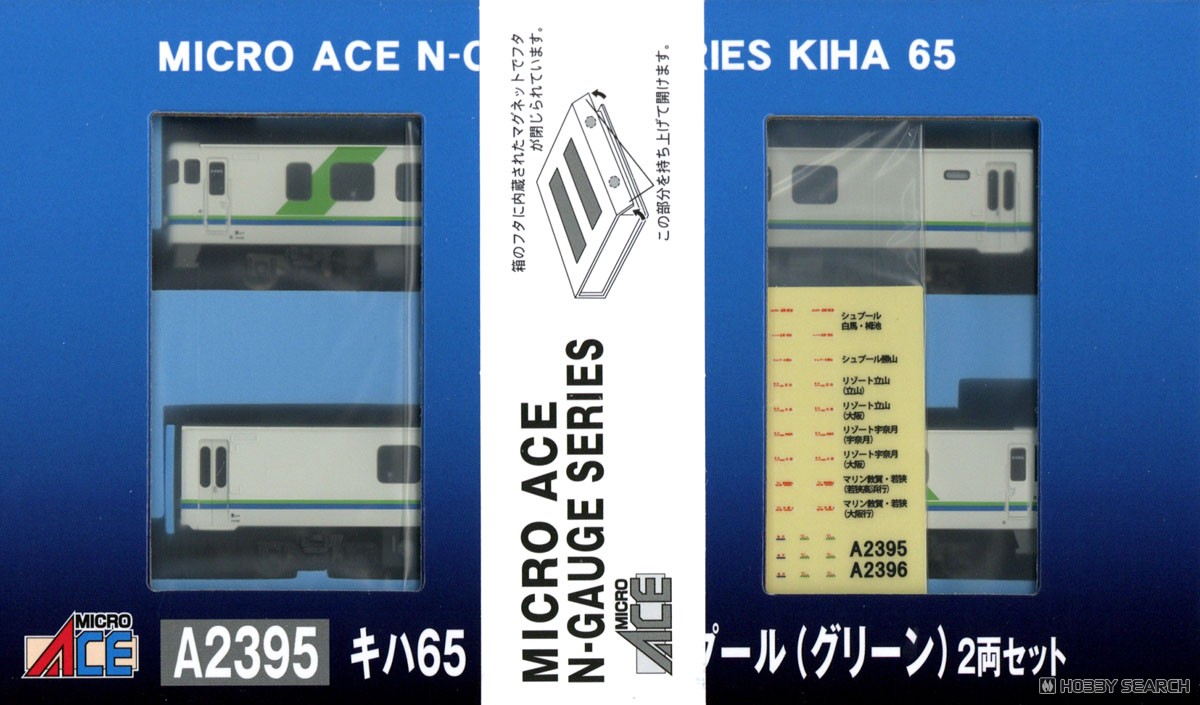 MICRO ACE N-G
RIES KIHA 65
箱のフタに内蔵されたマグネットでフタ
が閉じられています。
この部分を持ち上げて開けます。
MICRO ACE
N-GAUGE SERIES
MICRO
ACE
シュプール
白馬・栂池
シュプール勝山
リゾート立山
(立山)
リゾート立山
(大阪)
リゾート宇奈月
(宇奈月)
リゾート宇奈月
(大阪)
マリン敦賀・若狭
(若狭高浜行)
マリン敦賀・若狭
(大阪行)
A2395
A2396
MICRO
ACE
A2395 キハ65
プール(グリーン)2両セット
HOBBY SEARCH